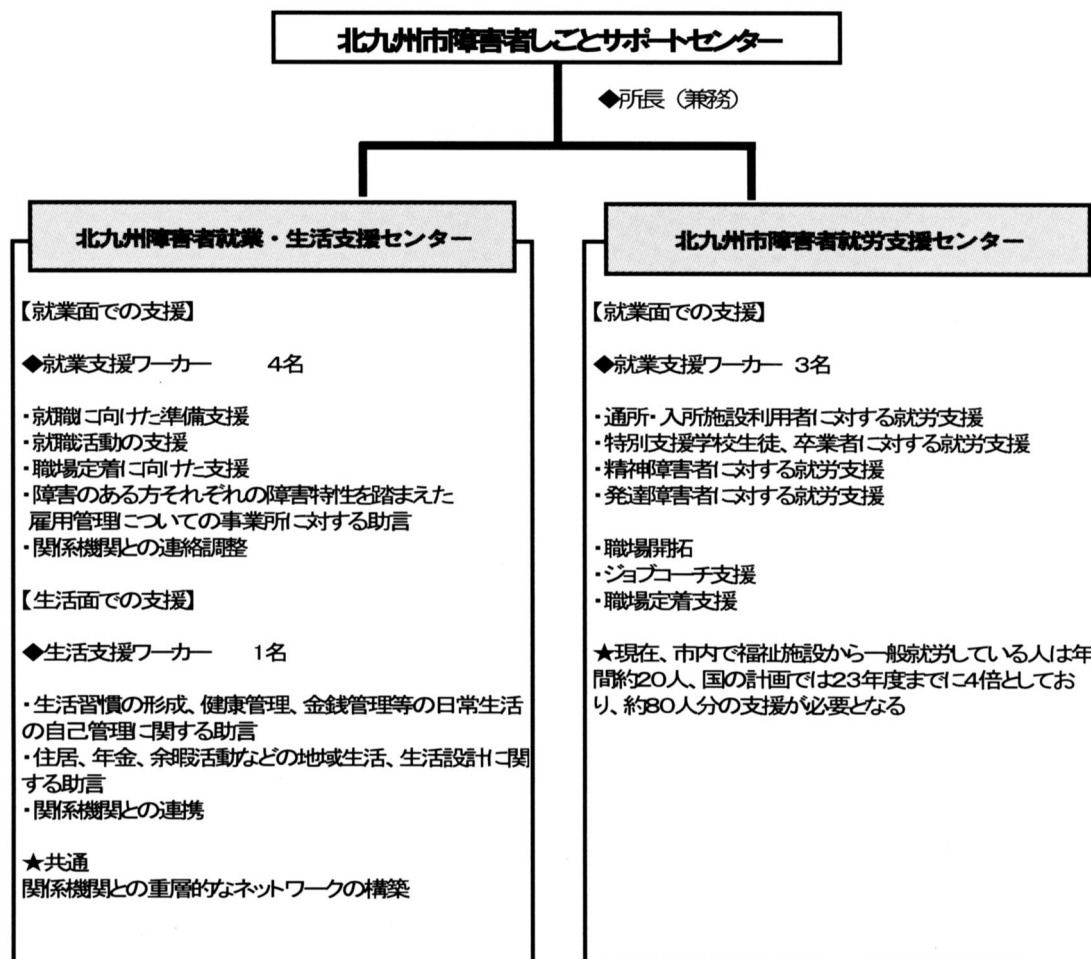 北九州市障害者しごとサポートセンター
◆所長（兼務）
北九州障害者就業・生活支援センター
【就業面での支援】
◆就業支援ワーカー　　4名
・就職に向けた準備支援
・就職活動の支援
・職場定着に向けた支援
・障害のある方それぞれの障害特性を踏まえた
雇用管理についての事業所に対する助言
・関係機関との連絡調整
【生活面での支援】
◆生活支援ワーカー　　1名
・生活習慣の形成、健康管理、金銭管理等の日常生活
の自己管理に関する助言
・住居、年金、余暇活動などの地域生活、生活設計に関
する助言
・関係機関との連携
★共通
関係機関との重層的なネットワークの構築
北九州市障害者就労支援センター
【就業面での支援】
◆就業支援ワーカー 3名
・通所・入所施設利用者に対する就労支援
・特別支援学校生徒、卒業者に対する就労支援
・精神障害者に対する就労支援
・発達障害者に対する就労支援
・職場開拓
・ジョブコーチ支援
・職場定着支援
★現在、市内で福祉施設から一般就労している人は年
間約20人、国の計画では23年度までに4倍としてお
り、約80人分の支援が必要となる